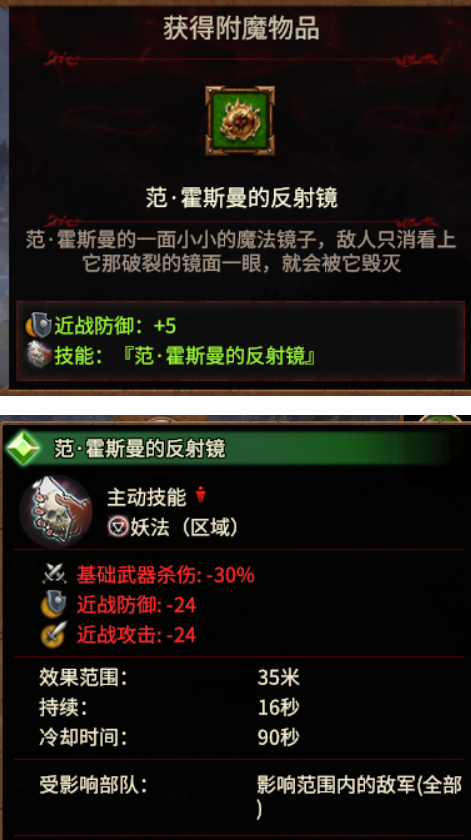 获得附魔物品
范·霍斯曼的反射镜
范·霍斯曼的一面小小的魔法镜子，敌人只消看上
它那破裂的镜面一眼，就会被它毁灭
近战防御：+5
技能：『范·霍斯曼的反射镜』
范·霍斯曼的反射镜
主动技能
妖法（区域）
基础武器杀伤: -30%
近战防御: -24
近战攻击: -24
效果范围： 35米
持续： 16秒
冷却时间： 90秒
受影响部队： 影响范围内的敌军(全部
)